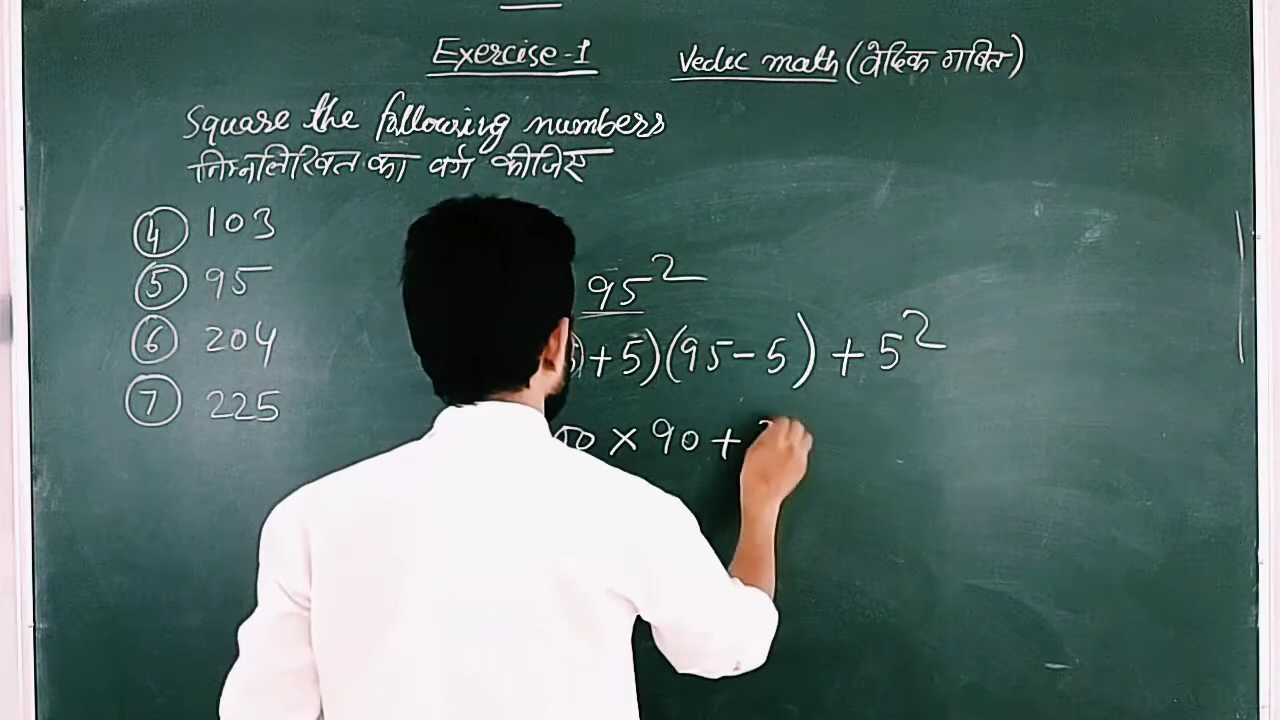 Exercise-1
Vedic math (वैदिक गणित)
Square the following numbers
निम्नलिखित का वर्ग कीजिए
④ 103
⑤ 95
⑥ 204
⑦ 225
95²
+5)(95-5)+5²
00×90+